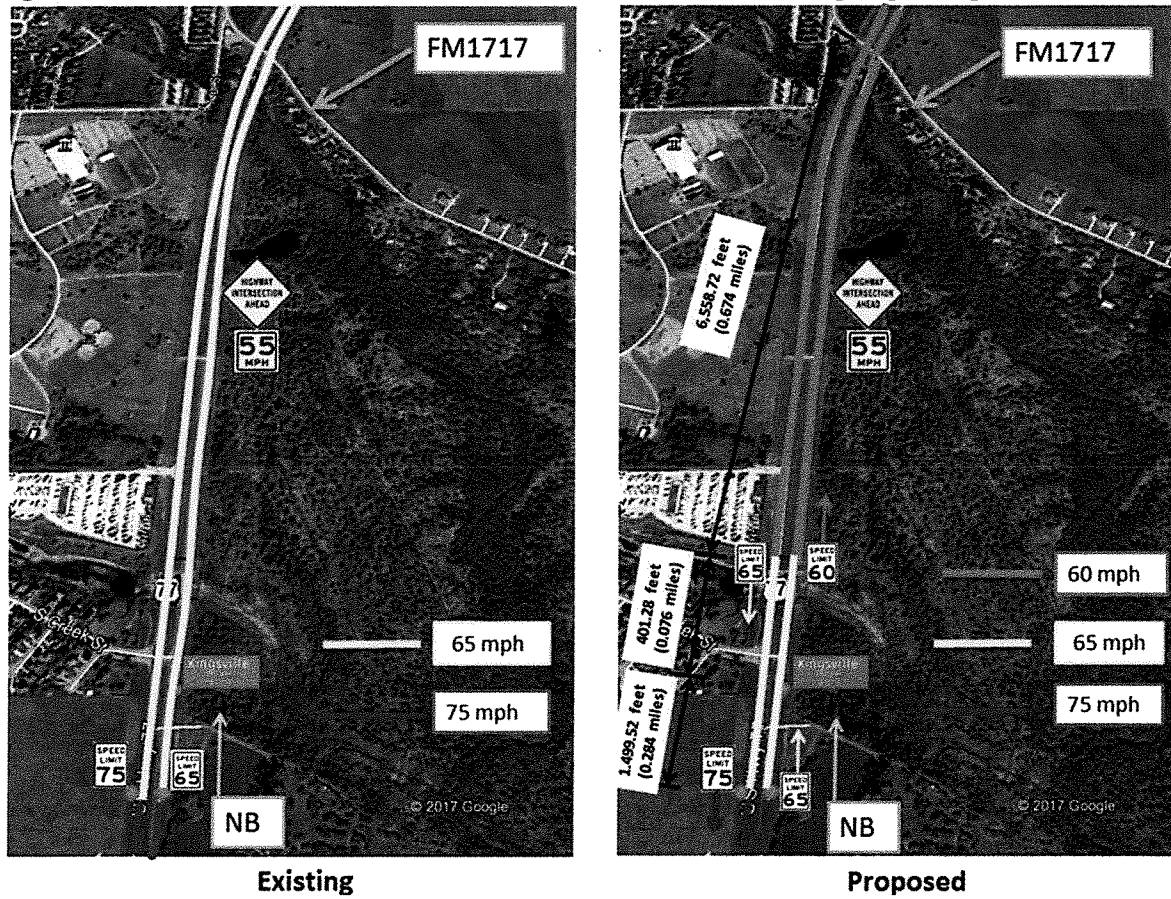 FM1717
HIGHWAY
INTERSECTION
AHEAD
55
MPH
77
S Creek St
Kingsville
65 mph
75 mph
SPEED
LIMIT
75
SPEED
LIMIT
65
NB
© 2017 Google
Existing
FM1717
6,558.72 feet
(0.674 miles)
HIGHWAY
INTERSECTION
AHEAD
55
MPH
SPEED
LIMIT
65
SPEED
LIMIT
60
401.28 feet
(0.076 miles)
60 mph
65 mph
75 mph
Kingsville
1,499.52 feet
(0.284 miles)
SPEED
LIMIT
75
SPEED
LIMIT
65
NB
© 2017 Google
Proposed